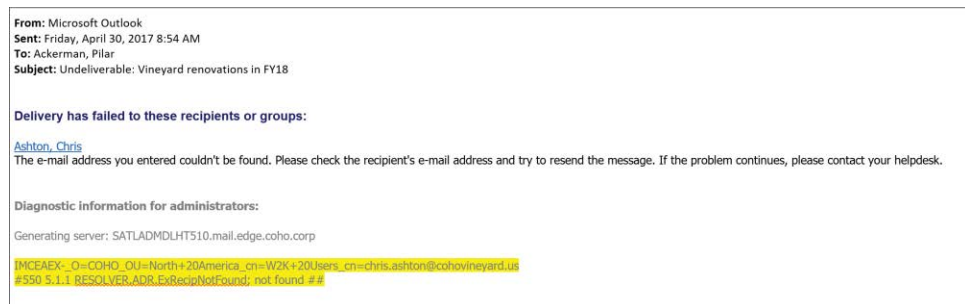 From: Microsoft Outlook
Sent: Friday, April 30, 2017 8:54 AM
To: Ackerman, Pilar
Subject: Undeliverable: Vineyard renovations in FY18
Delivery has failed to these recipients or groups:
Ashton, Chris
The e-mail address you entered couldn't be found. Please check the recipient's e-mail address and try to resend the message. If the problem continues, please contact your helpdesk.
Diagnostic information for administrators:
Generating server: SATLADMDLHT510.mail.edge.coho.corp
IMCEAEX-_O=COHO_OU=North+20America_cn=W2K+20Users_cn=chris.ashton@cohovineyard.us
#550 5.1.1 RESOLVER.ADR.ExRecipNotFound; not found ##